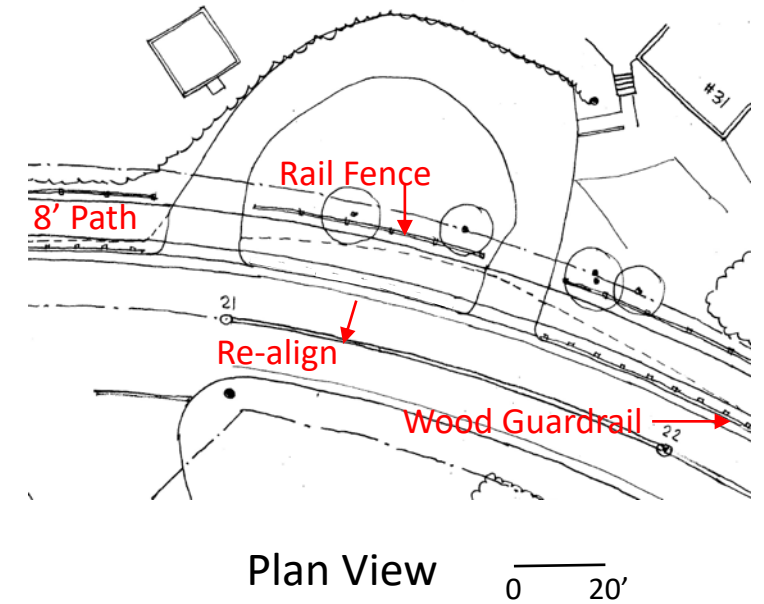 #31
Rail Fence
8' Path
21
Re-align
Wood Guardrail
22
Plan View
0 20'